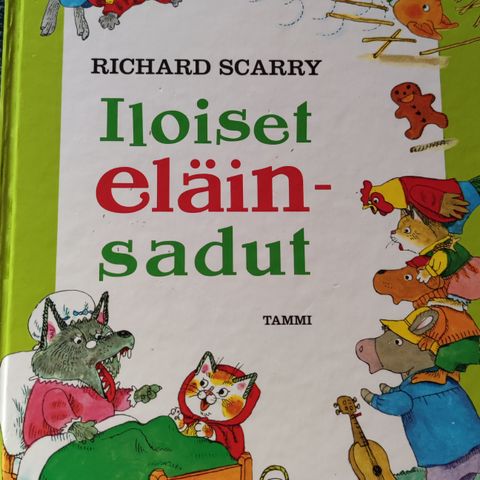 RICHARD SCARRY
Iloiset
eläin-
sadut
TAMMI